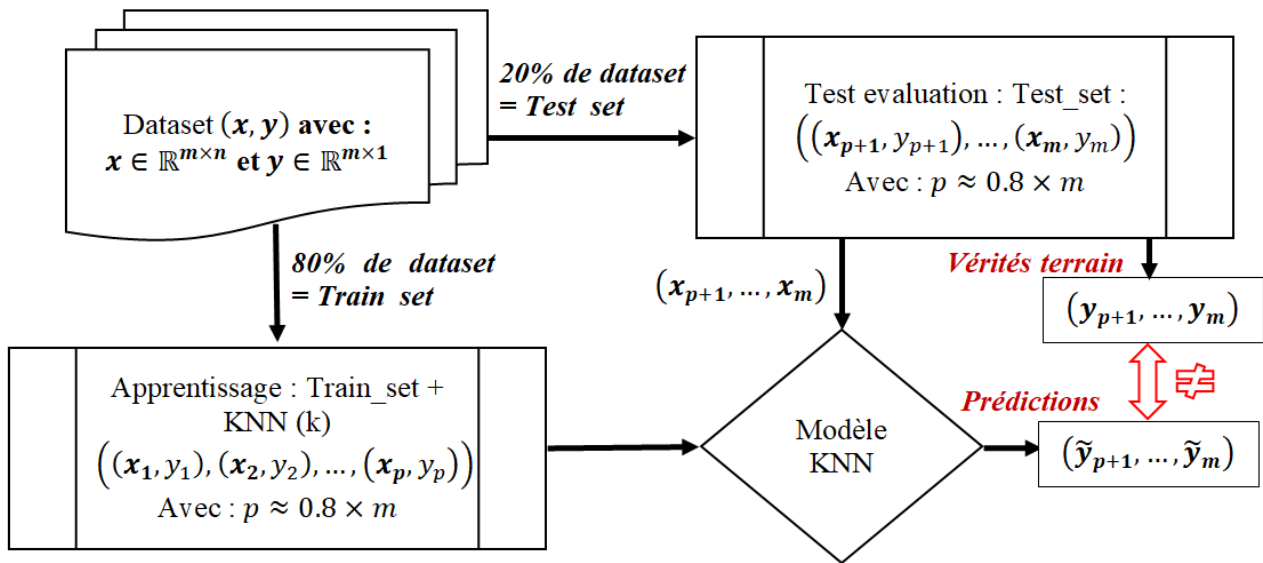 Dataset (𝒙, 𝒚) avec :
𝒙 ∈ ℝ^{m×n} et 𝒚 ∈ ℝ^{m×1}
20% de dataset
= Test set
Test evaluation : Test_set :
((𝒙_{p+1}, y_{p+1}), …, (𝒙_m, y_m))
Avec : p ≈ 0.8 × m
80% de dataset
= Train set
(𝒙_{p+1}, …, 𝒙_m)
Vérités terrain
(𝒚_{p+1}, …, 𝒚_m)
≠
Apprentissage : Train_set +
KNN (k)
((𝒙_1, y_1), (𝒙_2, y_2), …, (𝒙_p, y_p))
Avec : p ≈ 0.8 × m
Modèle
KNN
Prédictions
(ỹ_{p+1}, …, ỹ_m)